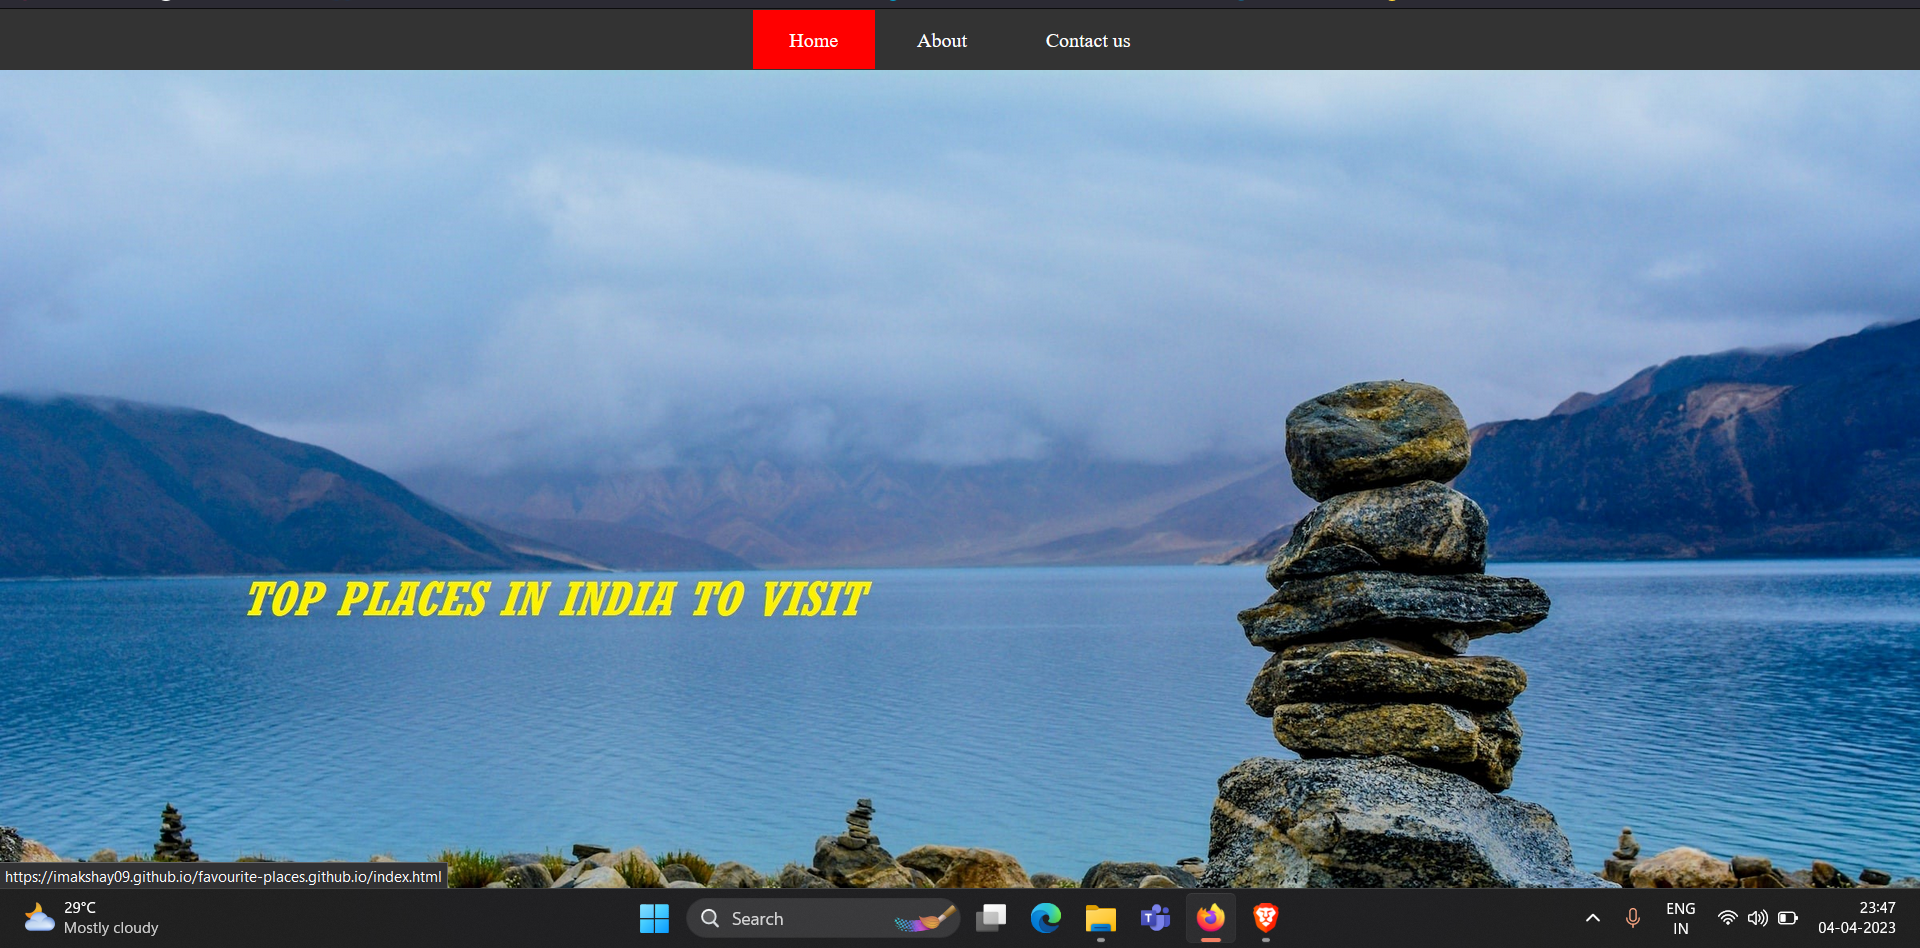 Home About Contact us
TOP PLACES IN INDIA TO VISIT
https://imakshay09.github.io/favourite-places.github.io/index.html
29°C
Mostly cloudy
Search
T
ENG
IN
23:47
04-04-2023